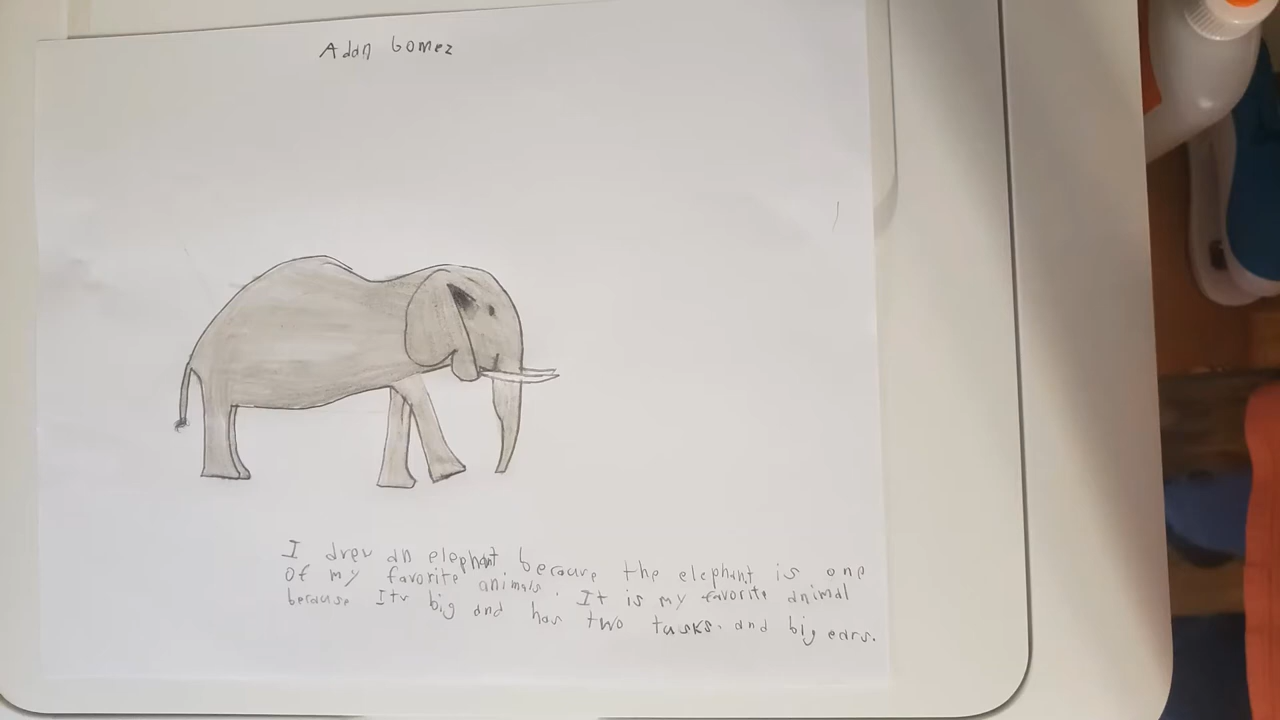 Adan Gomez
I drew an elephant because the elephant is one
of my favorite animals. It is my favorite animal
because Its big and has two tusks. and big ears.